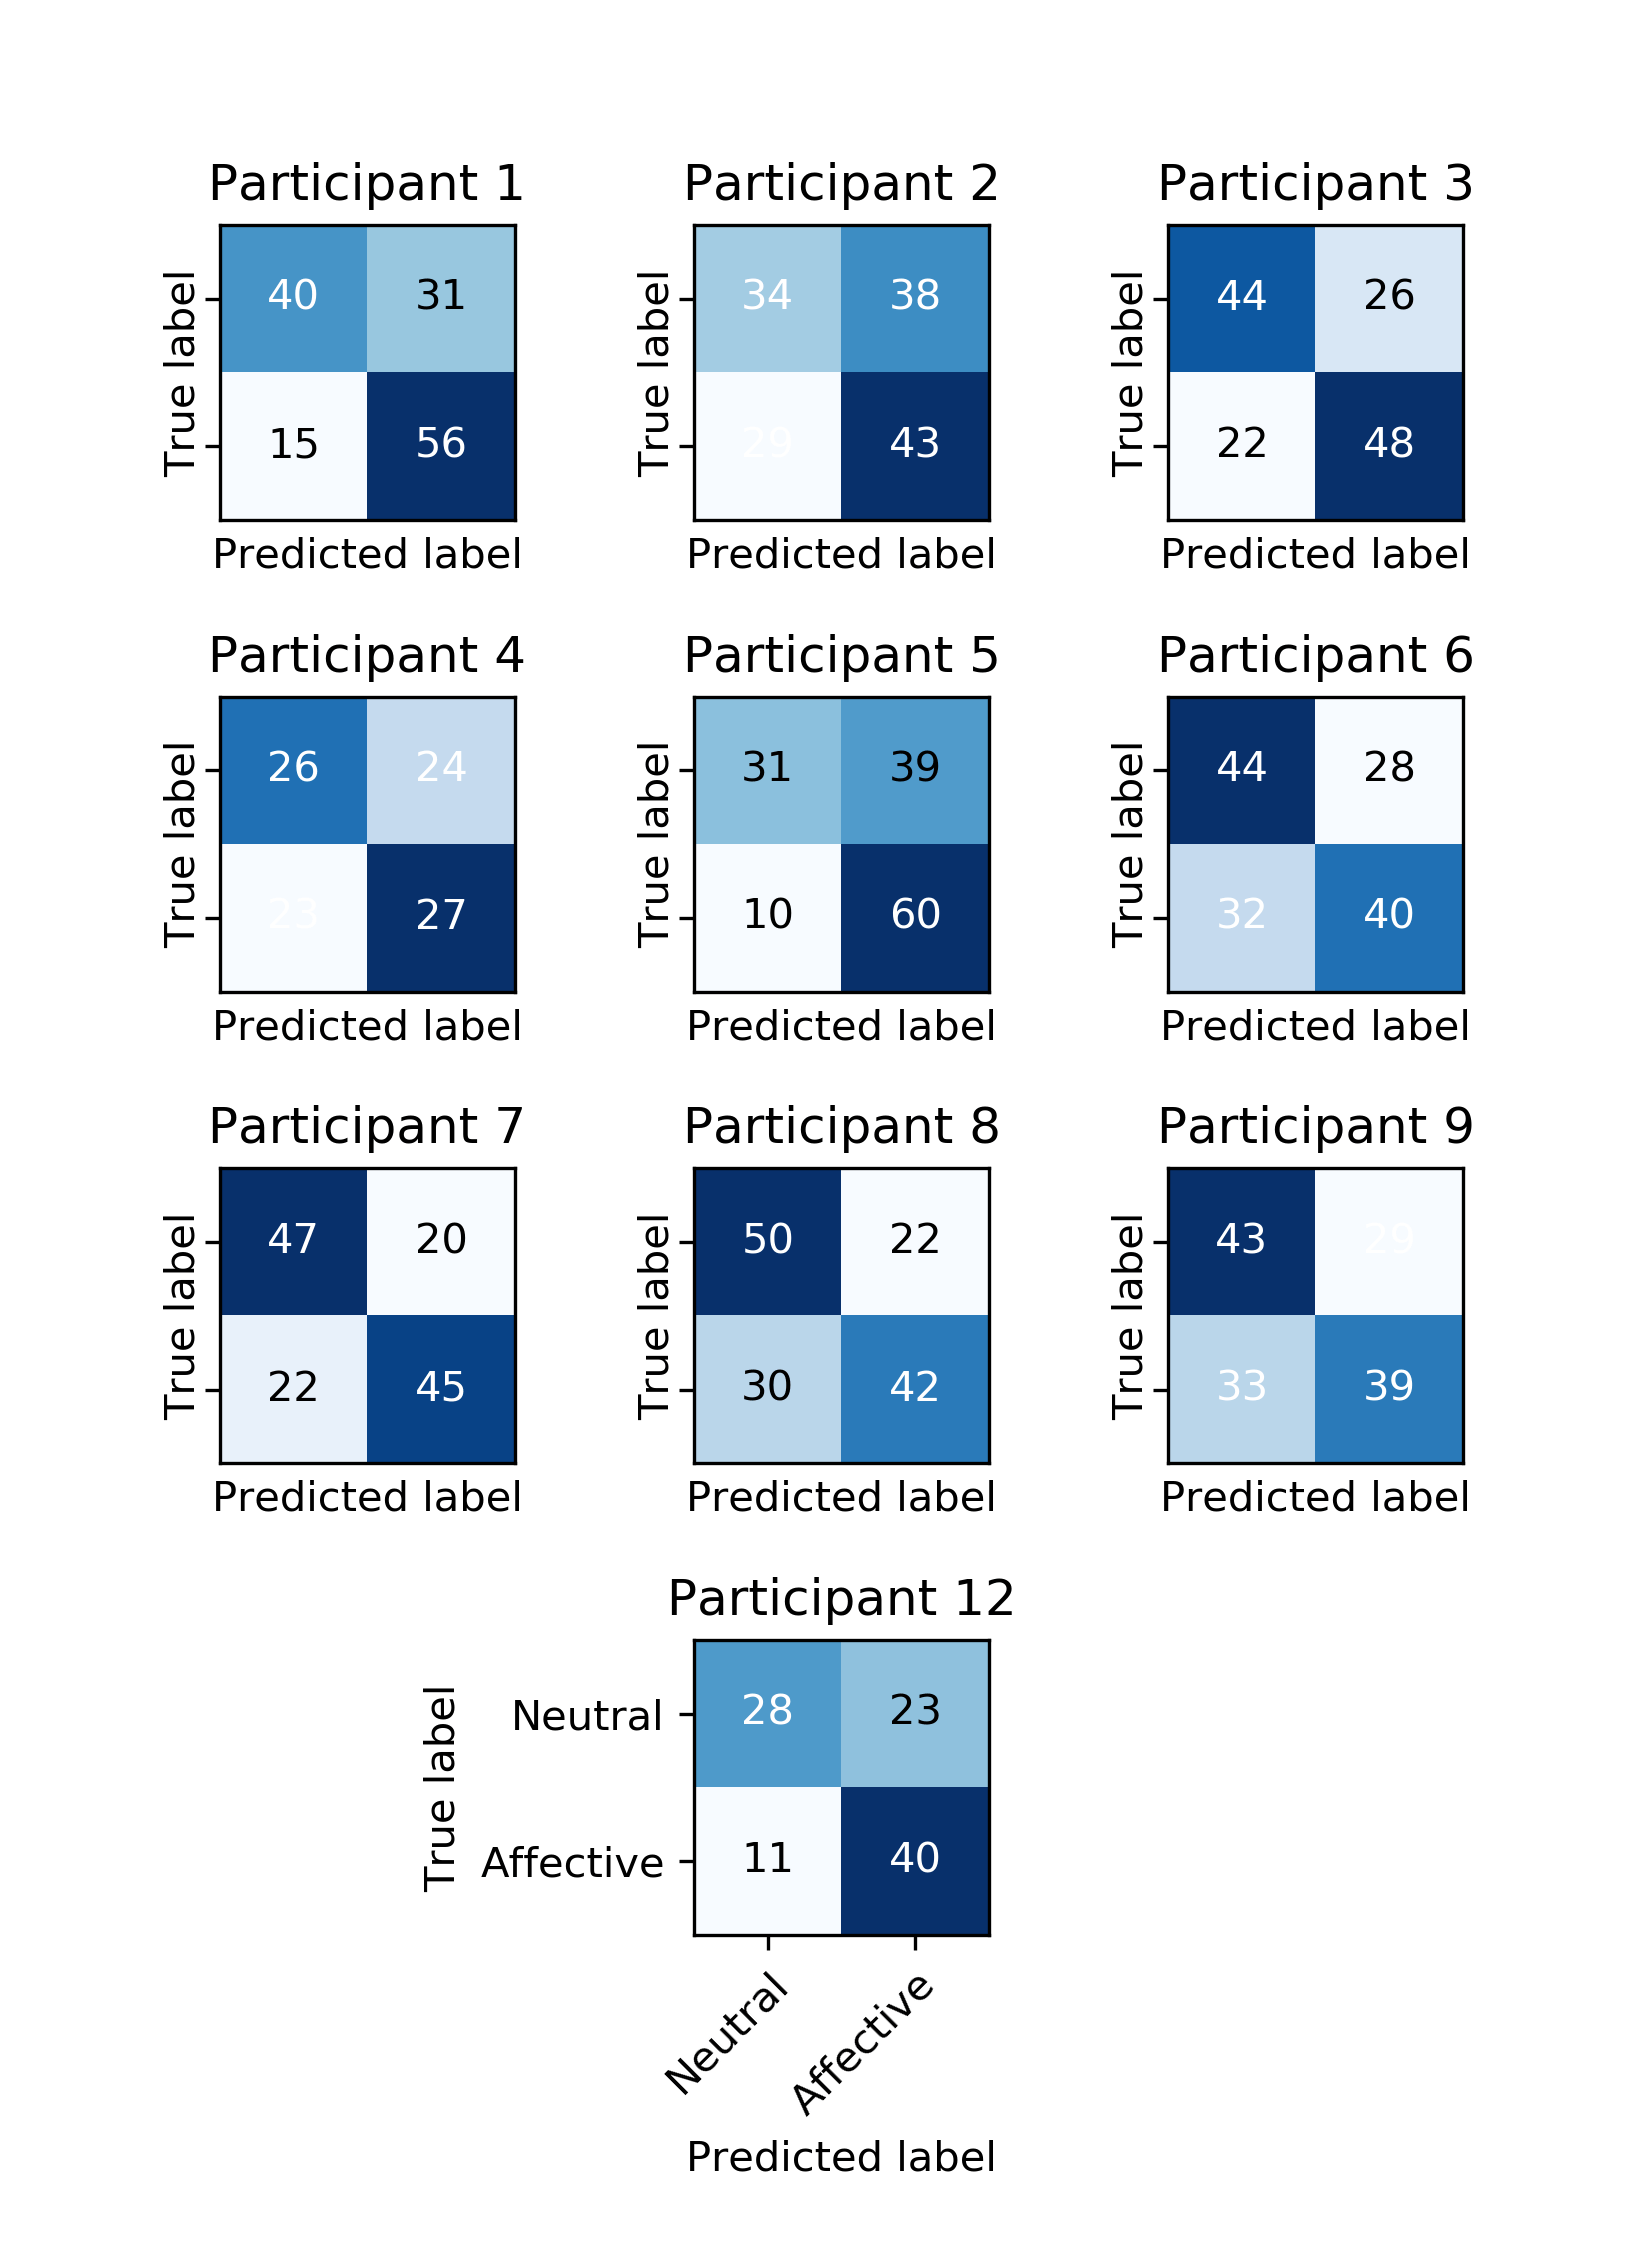 Participant 1 Participant 2 Participant 3
True label 40 31 True label 34 38 True label 44 26
15 56 29 43 22 48
Predicted label Predicted label Predicted label
Participant 4 Participant 5 Participant 6
True label 26 24 True label 31 39 True label 44 28
23 27 10 60 32 40
Predicted label Predicted label Predicted label
Participant 7 Participant 8 Participant 9
True label 47 20 True label 50 22 True label 43 29
22 45 30 42 33 39
Predicted label Predicted label Predicted label
Participant 12
True label Neutral 28 23
Affective 11 40
Neutral Affective
Predicted label